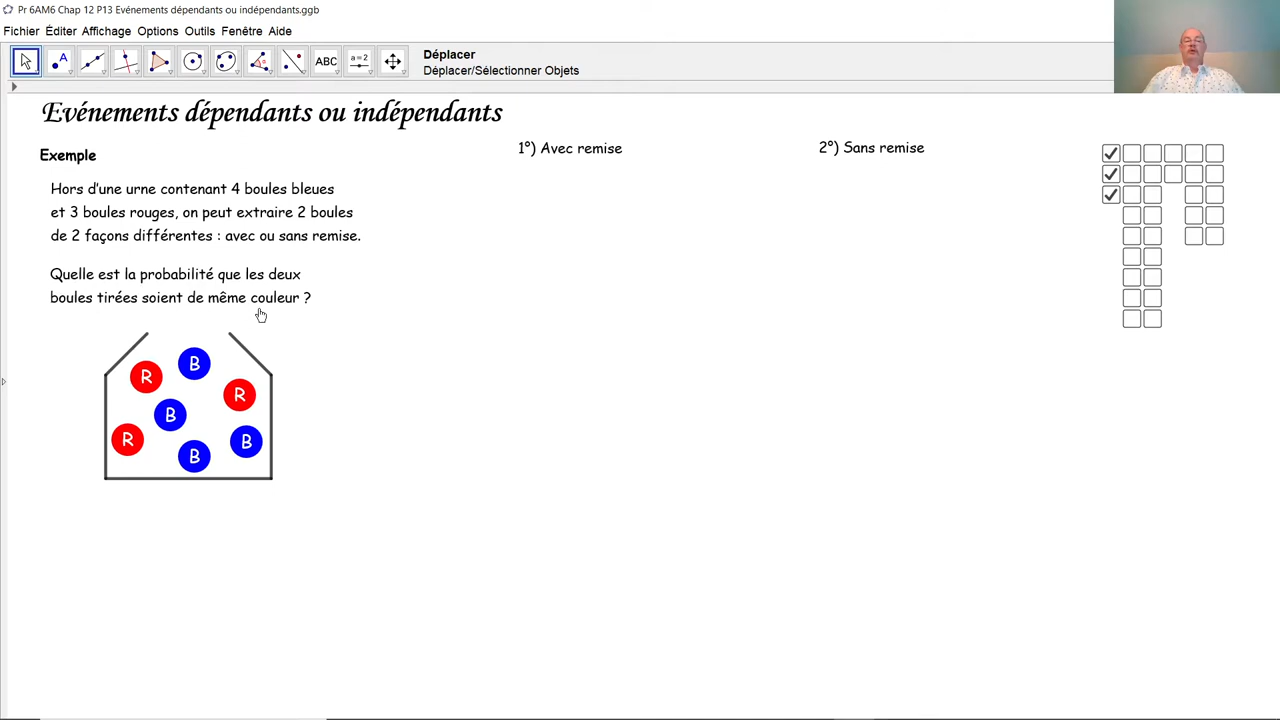 Pr 6AM6 Chap 12 P13 Evénements dépendants ou indépendants.ggb
Fichier Éditer Affichage Options Outils Fenêtre Aide
A
ABC
a=2
Déplacer
Déplacer/Sélectionner Objets
Evénements dépendants ou indépendants
Exemple
1°) Avec remise
2°) Sans remise
Hors d'une urne contenant 4 boules bleues
et 3 boules rouges, on peut extraire 2 boules
de 2 façons différentes : avec ou sans remise.
Quelle est la probabilité que les deux
boules tirées soient de même couleur ?
B
R
R
B
R
B
B